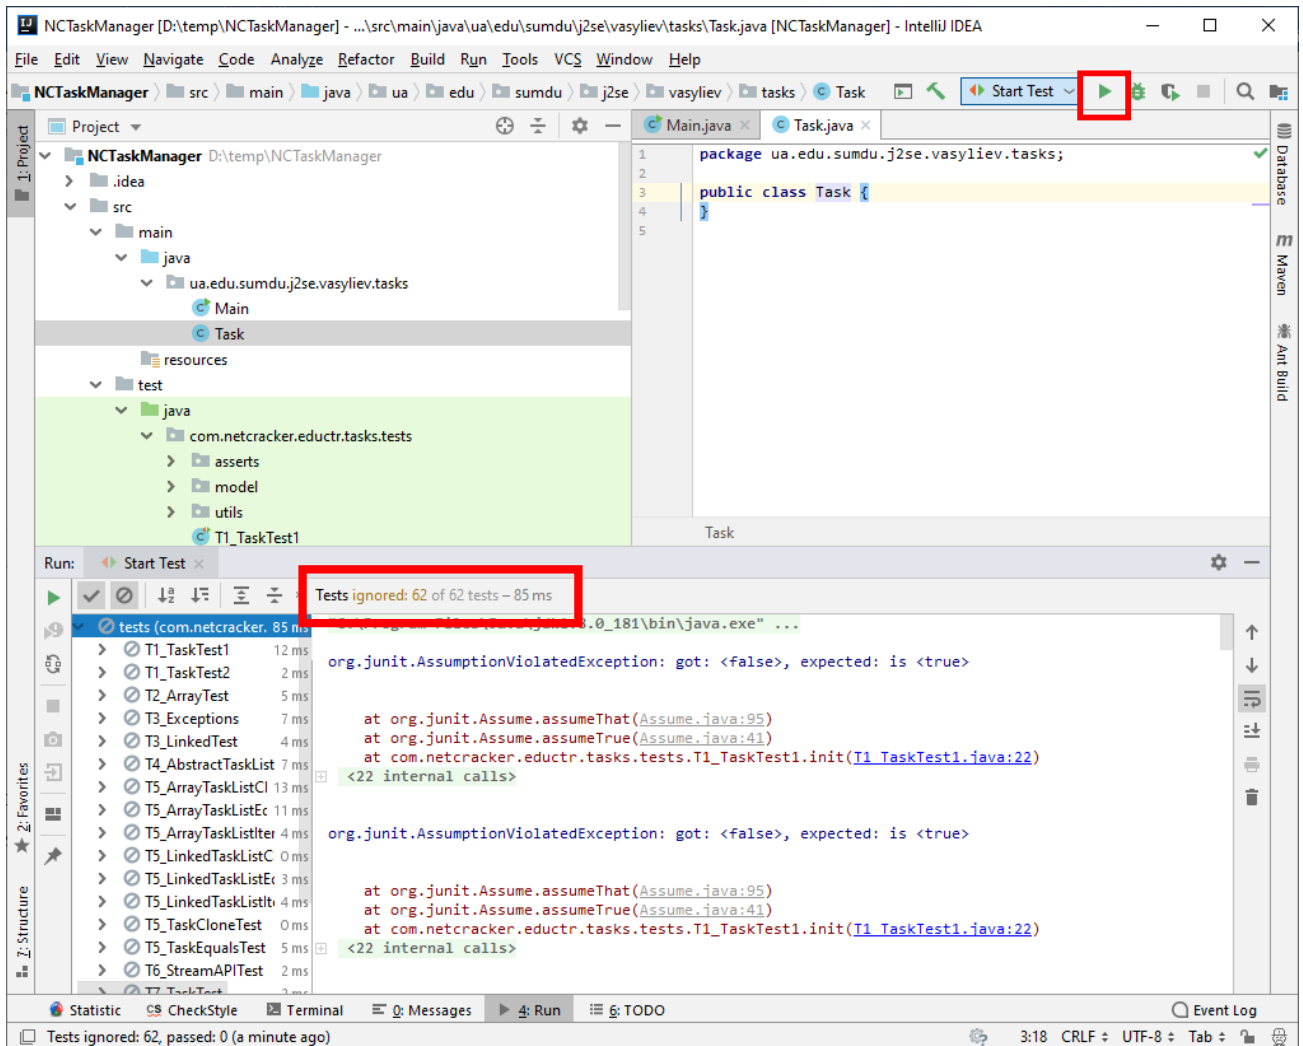 NCTaskManager [D:\temp\NCTaskManager] - ...\src\main\java\ua\edu\sumdu\j2se\vasyliev\tasks\Task.java [NCTaskManager] - IntelliJ IDEA
File Edit View Navigate Code Analyze Refactor Build Run Tools VCS Window Help
NCTaskManager src main java ua edu sumdu j2se vasyliev tasks Task Start Test
Project
Main.java Task.java
1: Project
NCTaskManager D:\temp\NCTaskManager
.idea
src
main
java
ua.edu.sumdu.j2se.vasyliev.tasks
Main
Task
resources
test
java
com.netcracker.eductr.tasks.tests
asserts
model
utils
T1_TaskTest1
1 package ua.edu.sumdu.j2se.vasyliev.tasks;
2
3 public class Task {
4 }
5
Task
Database
Maven
Ant Build
Run: Start Test
Tests ignored: 62 of 62 tests – 85 ms
tests (com.netcracker. 85 ms
T1_TaskTest1 12 ms
T1_TaskTest2 2 ms
T2_ArrayTest 5 ms
T3_Exceptions 7 ms
T3_LinkedTest 4 ms
T4_AbstractTaskList 7 ms
T5_ArrayTaskListCl 13 ms
T5_ArrayTaskListEc 11 ms
T5_ArrayTaskListIter 4 ms
T5_LinkedTaskListC 0 ms
T5_LinkedTaskListEc 3 ms
T5_LinkedTaskListIt 4 ms
T5_TaskCloneTest 0 ms
T5_TaskEqualsTest 5 ms
T6_StreamAPITest 2 ms
T7_TaskTest 2 ms
.0_181\bin\java.exe" ...
org.junit.AssumptionViolatedException: got: <false>, expected: is <true>
at org.junit.Assume.assumeThat(Assume.java:95)
at org.junit.Assume.assumeTrue(Assume.java:41)
at com.netcracker.eductr.tasks.tests.T1_TaskTest1.init(T1_TaskTest1.java:22)
<22 internal calls>
org.junit.AssumptionViolatedException: got: <false>, expected: is <true>
at org.junit.Assume.assumeThat(Assume.java:95)
at org.junit.Assume.assumeTrue(Assume.java:41)
at com.netcracker.eductr.tasks.tests.T1_TaskTest1.init(T1_TaskTest1.java:22)
<22 internal calls>
2: Favorites
7: Structure
Statistic CheckStyle Terminal 0: Messages 4: Run 6: TODO Event Log
Tests ignored: 62, passed: 0 (a minute ago) 3:18 CRLF UTF-8 Tab